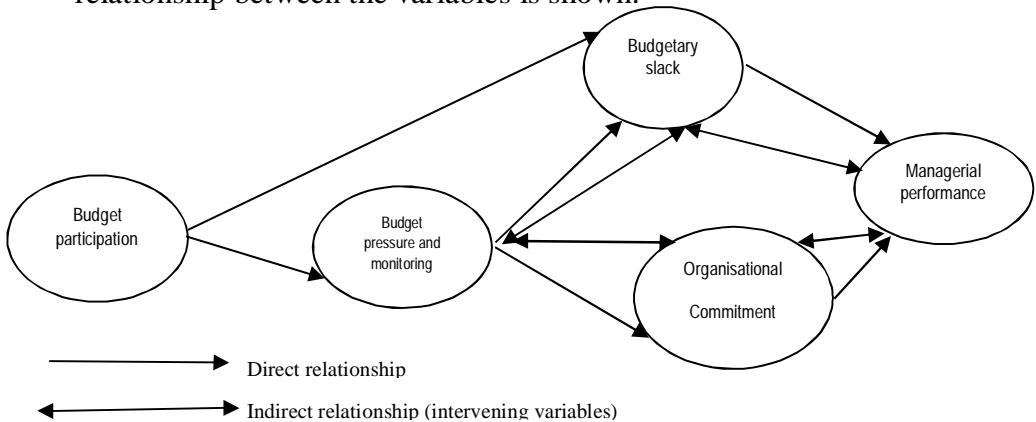 relationship between the variables is shown.
Budgetary
slack
Managerial
performance
Budget
participation
Budget
pressure and
monitoring
Organisational
Commitment
Direct relationship
Indirect relationship (intervening variables)